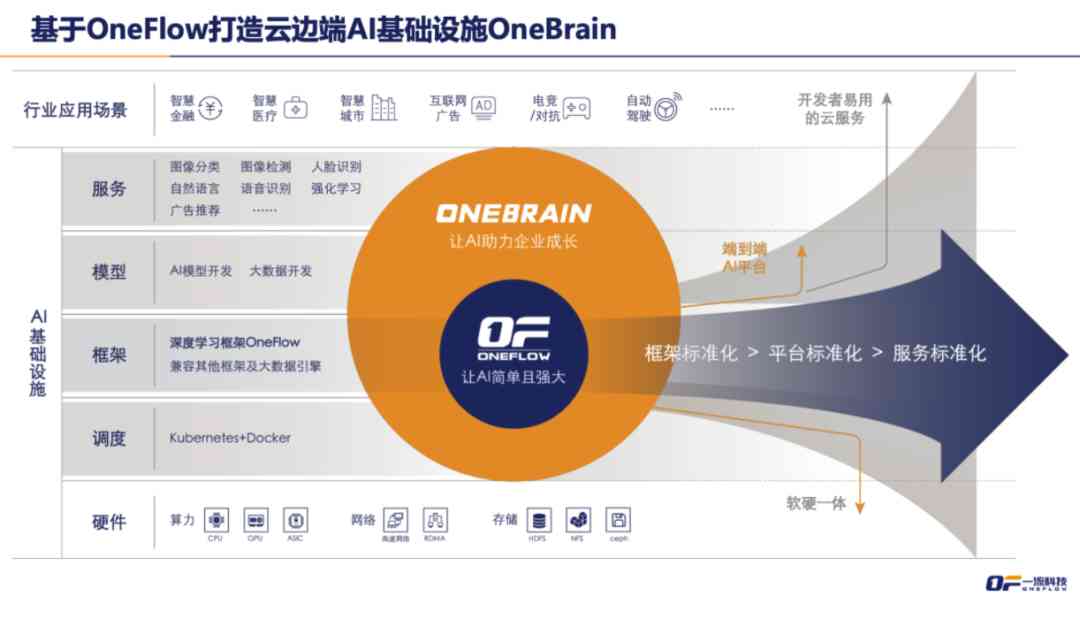 基于OneFlow打造云边端AI基础设施OneBrain
行业应用场景
智慧
金融
智慧
医疗
智慧
城市
互联网
广告
AD
电竞
/对抗
自动
驾驶
......
开发者易用
的云服务
AI
基
础
设
施
服务
图像分类 图像检测 人脸识别
自然语言 语音识别 强化学习
广告推荐 ......
ONEBRAIN
让AI助力企业成长
模型
AI模型开发 大数据开发
端到端
AI平台
框架
深度学习框架OneFlow
兼容其他框架及大数据引擎
OF
ONEFLOW
让AI简单且强大
框架标准化 > 平台标准化 > 服务标准化
调度
Kubernetes+Docker
软硬一体
硬件
算力
CPU
GPU
ASIC
网络
高速网络
RDMA
存储
HDFS
NFS
ceph
OF 一流科技
ONEFLOW